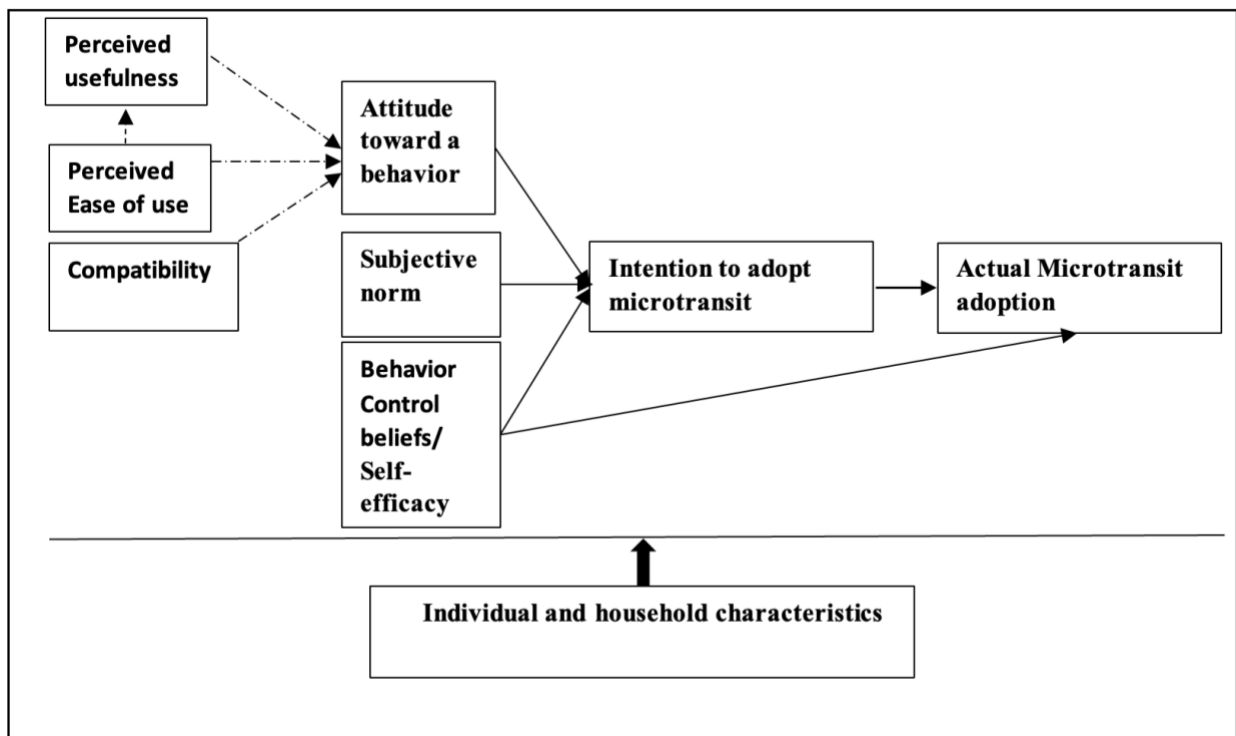 Perceived
usefulness
Perceived
Ease of use
Compatibility
Attitude
toward a
behavior
Subjective
norm
Behavior
Control
beliefs/
Self-
efficacy
Intention to adopt
microtransit
Actual Microtransit
adoption
Individual and household characteristics